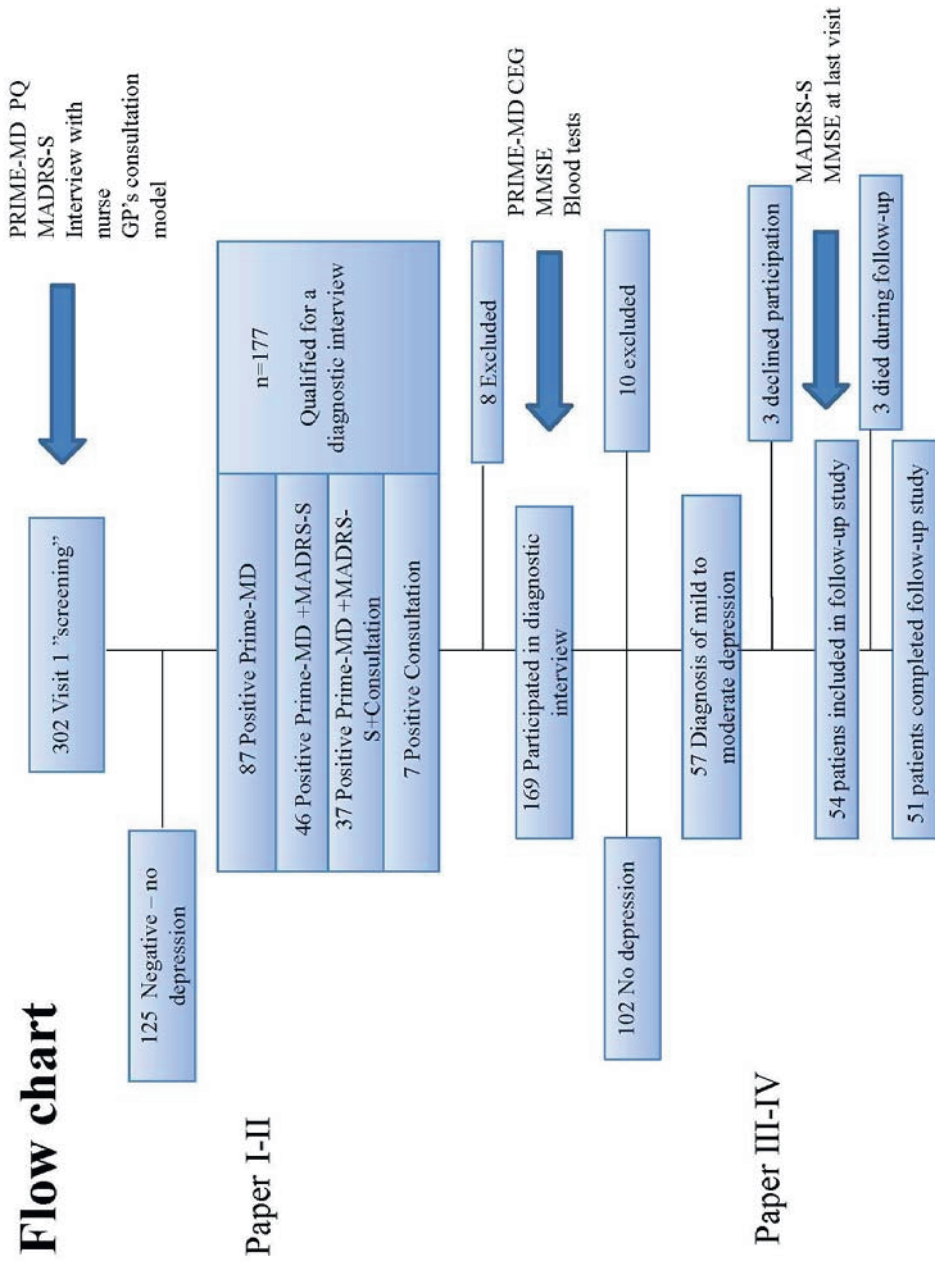 Flow chart
PRIME-MD PQ
MADRS-S
Interview with
nurse
GP's consultation
model
302 Visit 1 ”screening”
125 Negative – no
depression
Paper I-II
87 Positive Prime-MD
46 Positive Prime-MD +MADRS-S
37 Positive Prime-MD +MADRS-
S+Consultation
7 Positive Consultation
n=177
Qualified for a
diagnostic interview
8 Excluded
PRIME-MD CEG
MMSE
Blood tests
169 Participated in diagnostic
interview
10 excluded
102 No depression
57 Diagnosis of mild to
moderate depression
Paper III-IV
3 declined participation
MADRS-S
MMSE at last visit
54 patiens included in follow-up study
3 died during follow-up
51 patients completed follow-up study